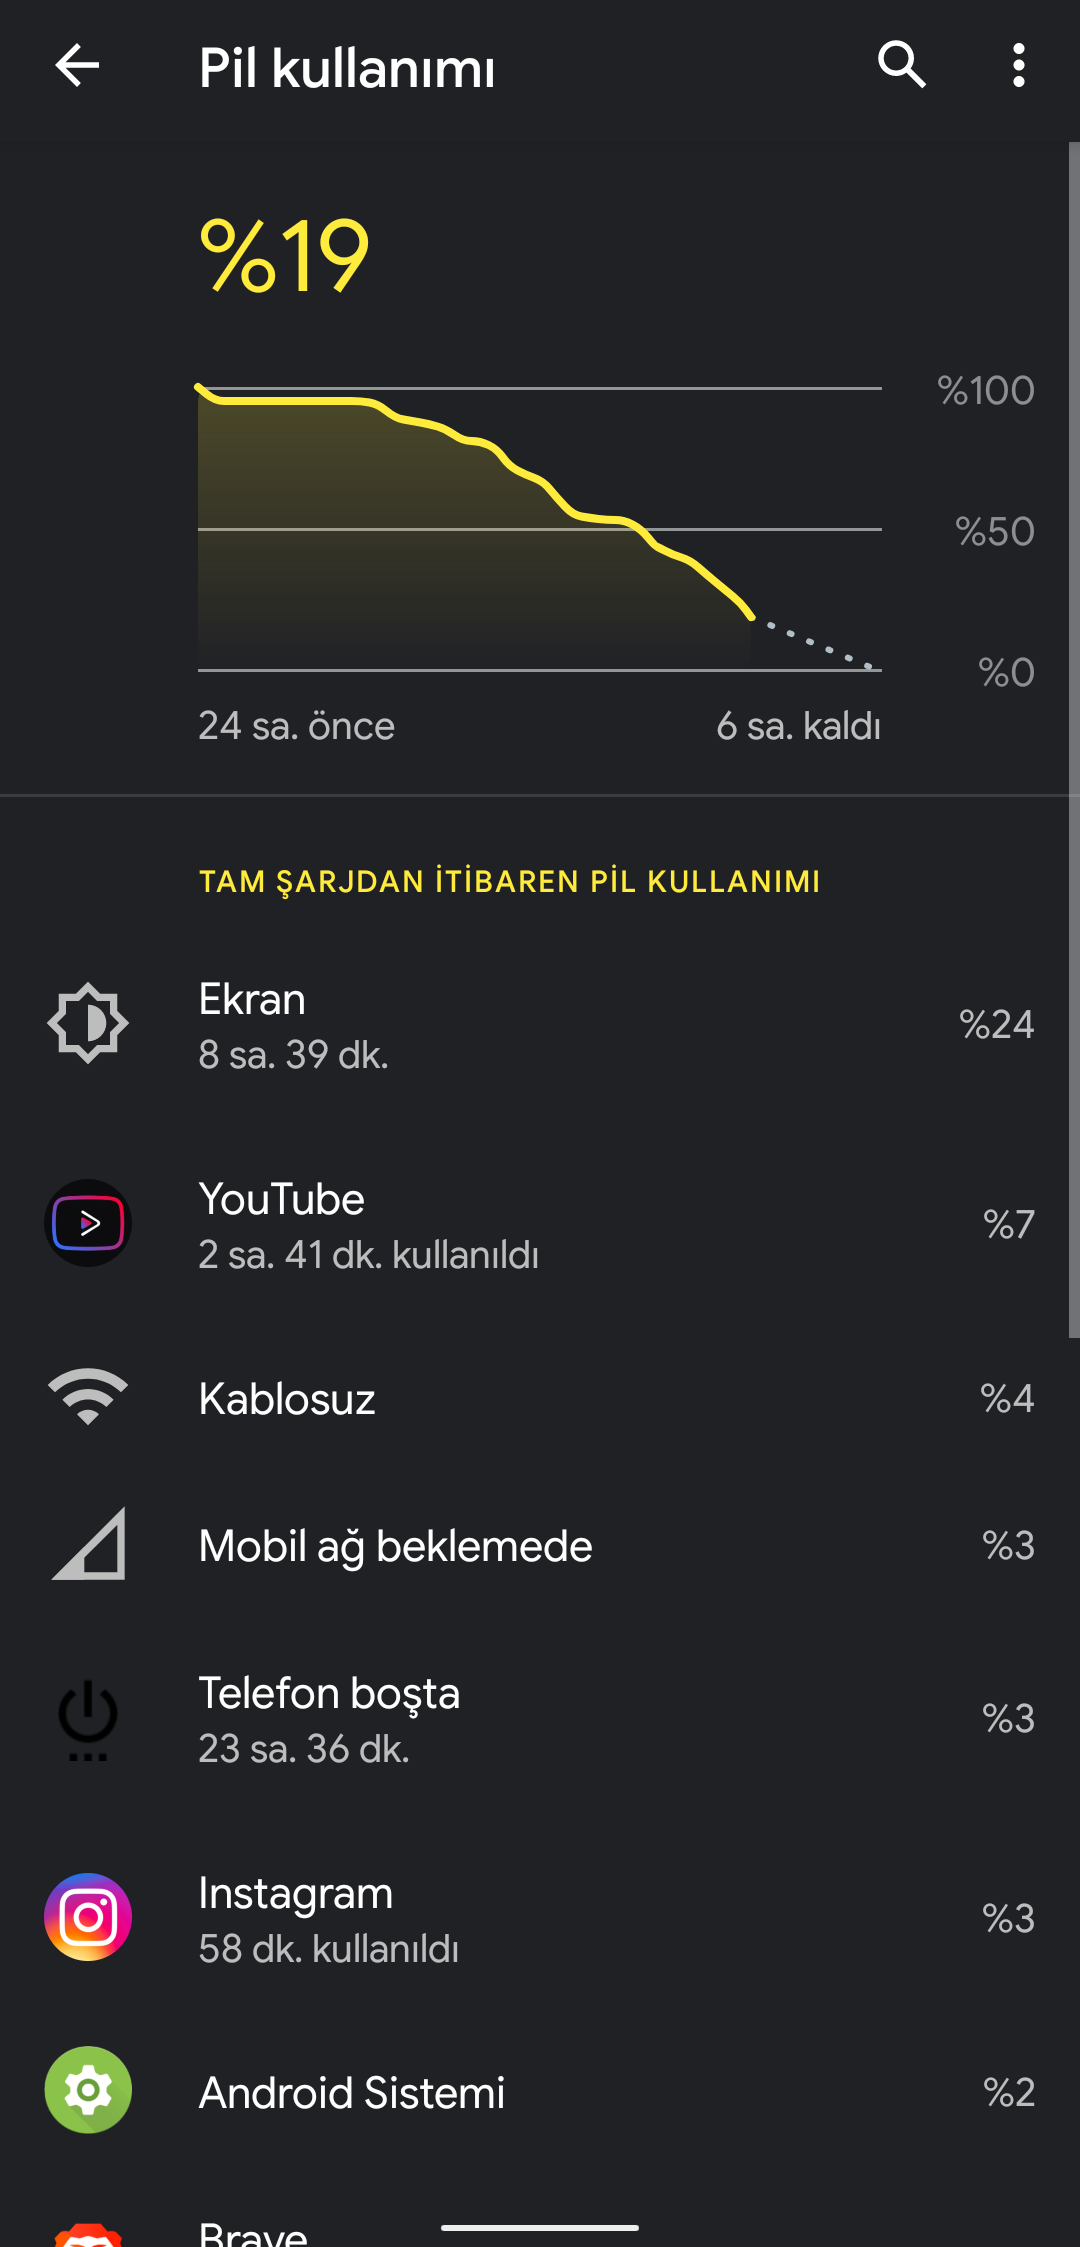 Pil kullanımı
%19
%100
%50
%0
24 sa. önce
6 sa. kaldı
TAM ŞARJDAN İTİBAREN PİL KULLANIMI
Ekran
8 sa. 39 dk.
%24
YouTube
2 sa. 41 dk. kullanıldı
%7
Kablosuz
%4
Mobil ağ beklemede
%3
Telefon boşta
23 sa. 36 dk.
%3
Instagram
58 dk. kullanıldı
%3
Android Sistemi
%2
Brave